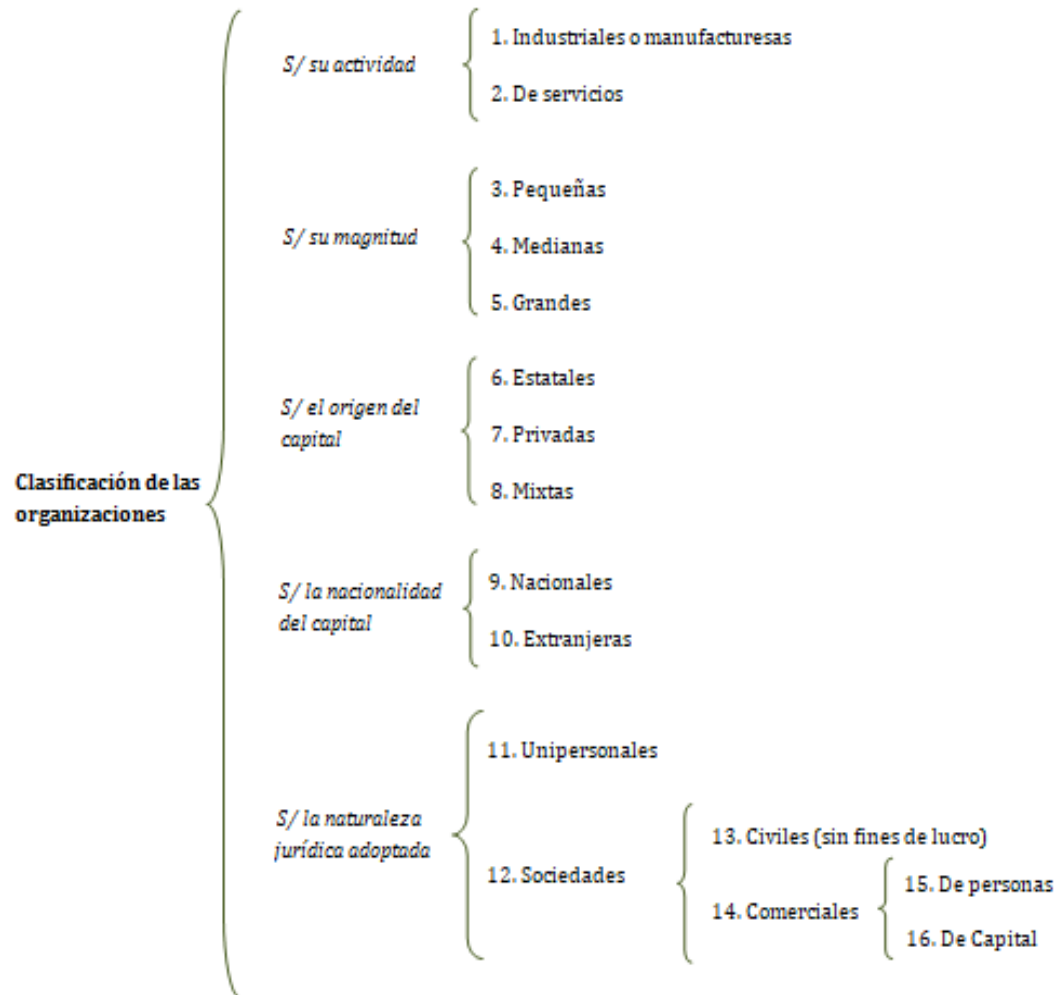 S/ su actividad
1. Industriales o manufacturesas
2. De servicios
S/ su magnitud
3. Pequeñas
4. Medianas
5. Grandes
S/ el origen del
capital
6. Estatales
7. Privadas
8. Mixtas
Clasificación de las
organizaciones
S/ la nacionalidad
del capital
9. Nacionales
10. Extranjeras
S/ la naturaleza
jurídica adoptada
11. Unipersonales
12. Sociedades
13. Civiles (sin fines de lucro)
14. Comerciales
15. De personas
16. De Capital